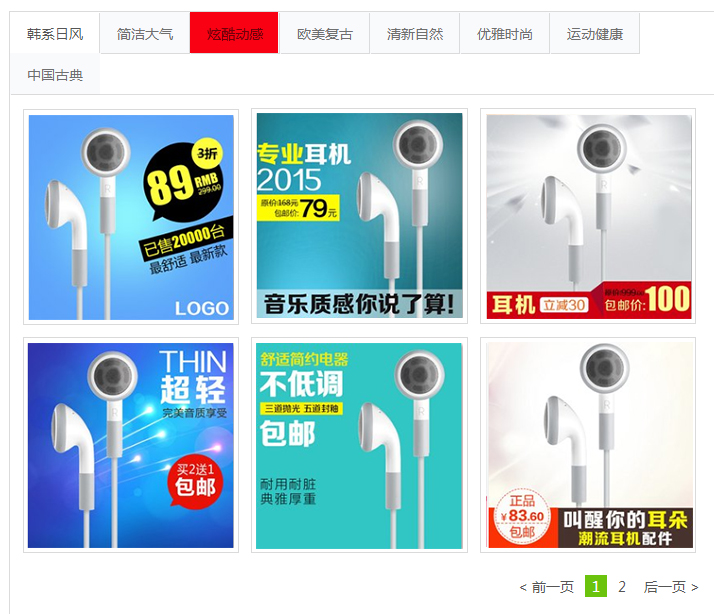 韩系日风 简洁大气 炫酷动感 欧美复古 清新自然 优雅时尚 运动健康
中国古典
3折
89RMB
299.00
已售20000台
最舒适 最新款
LOGO
专业耳机
2015
原价:168元
包邮价:79元
音乐质感你说了算!
耳机
立减30
包邮价:100
THIN
超轻
完美音质享受
买2送1
包邮
舒适简约电器
不低调
三道抛光 五道封釉
包邮
耐用耐脏
典雅厚重
正品
¥83.60
包邮
叫醒你的耳朵
潮流耳机配件
< 前一页 1 2 后一页 >